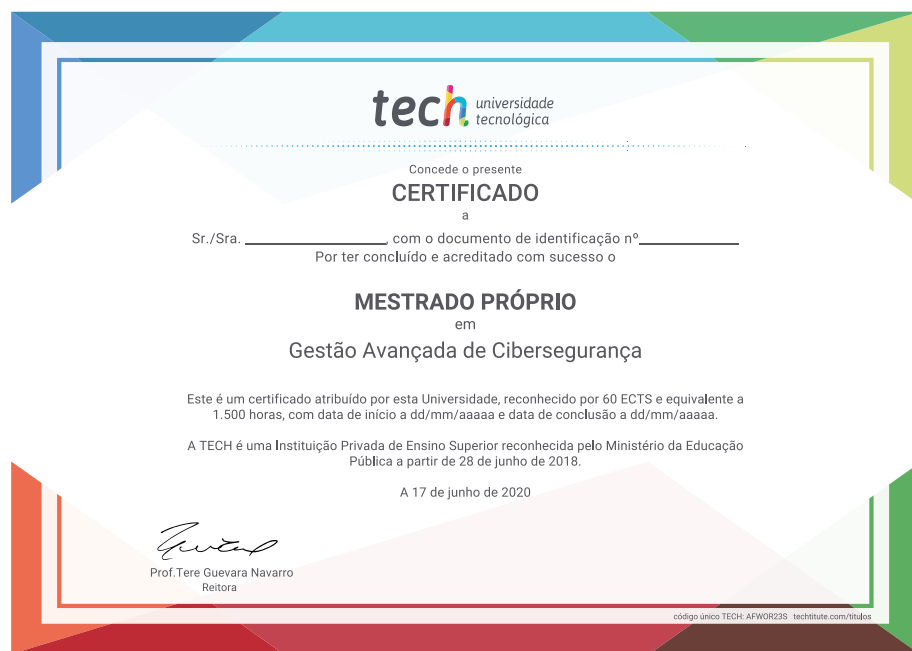 tech universidade
tecnológica
Concede o presente
CERTIFICADO
a
Sr./Sra. ________________, com o documento de identificação nº___________
Por ter concluído e acreditado com sucesso o
MESTRADO PRÓPRIO
em
Gestão Avançada de Cibersegurança
Este é um certificado atribuído por esta Universidade, reconhecido por 60 ECTS e equivalente a
1.500 horas, com data de início a dd/mm/aaaaa e data de conclusão a dd/mm/aaaaa.
A TECH é uma Instituição Privada de Ensino Superior reconhecida pelo Ministério da Educação
Pública a partir de 28 de junho de 2018.
A 17 de junho de 2020
Prof.Tere Guevara Navarro
Reitora
código único TECH: AFWOR23S techtitute.com/titulos